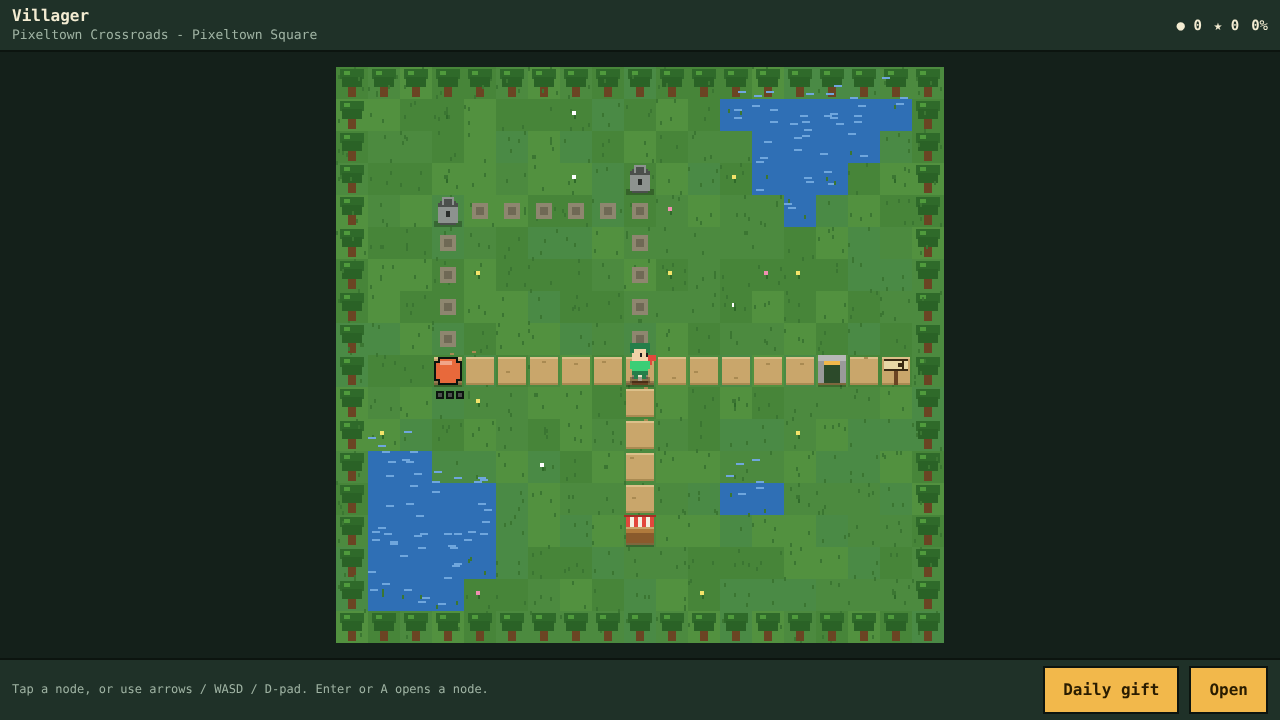 Villager
Pixeltown Crossroads - Pixeltown Square
● 0 ★ 0 0%
Tap a node, or use arrows / WASD / D-pad. Enter or A opens a node.
Daily gift
Open